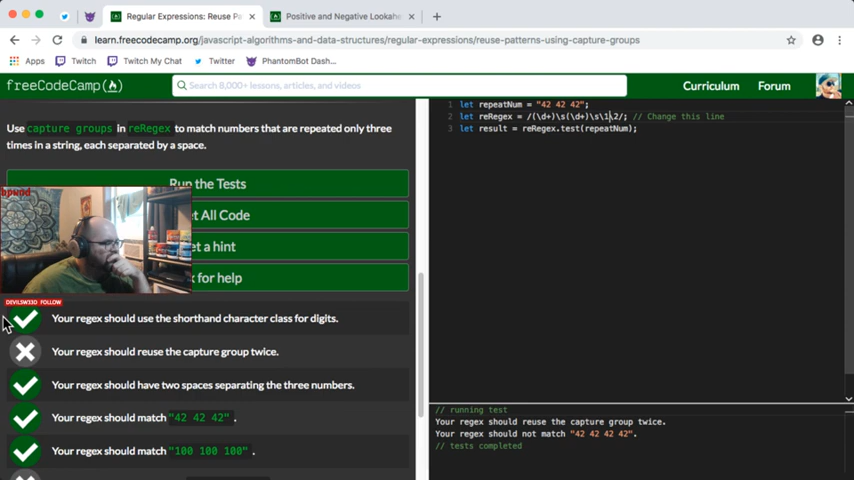 Regular Expressions: Reuse Pa
Positive and Negative Lookahe
learn.freecodecamp.org/javascript-algorithms-and-data-structures/regular-expressions/reuse-patterns-using-capture-groups
Apps Twitch Twitch My Chat Twitter PhantomBot Dash...
freeCodeCamp Search 8,000+ lessons, articles, and videos Curriculum Forum
Use capture groups in reRegex to match numbers that are repeated only three
times in a string, each separated by a space.
Run the Tests
et All Code
et a hint
for help
DEVILSW33D FOLLOW
Your regex should use the shorthand character class for digits.
Your regex should reuse the capture group twice.
Your regex should have two spaces separating the three numbers.
Your regex should match "42 42 42".
Your regex should match "100 100 100".
1 let repeatNum = "42 42 42";
2 let reRegex = /(\d+)\s(\d+)\s\1\2/; // Change this line
3 let result = reRegex.test(repeatNum);
// running test
Your regex should reuse the capture group twice.
Your regex should not match "42 42 42 42".
// tests completed